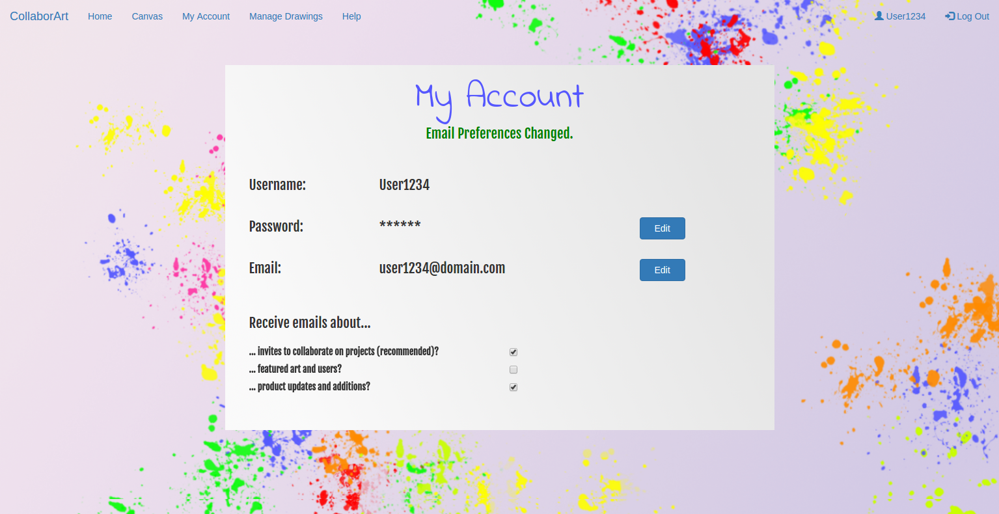 CollaborArt Home Canvas My Account Manage Drawings Help User1234 Log Out
My Account
Email Preferences Changed.
Username: User1234
Password: ****** Edit
Email: user1234@domain.com Edit
Receive emails about...
... invites to collaborate on projects (recommended)?
... featured art and users?
... product updates and additions?